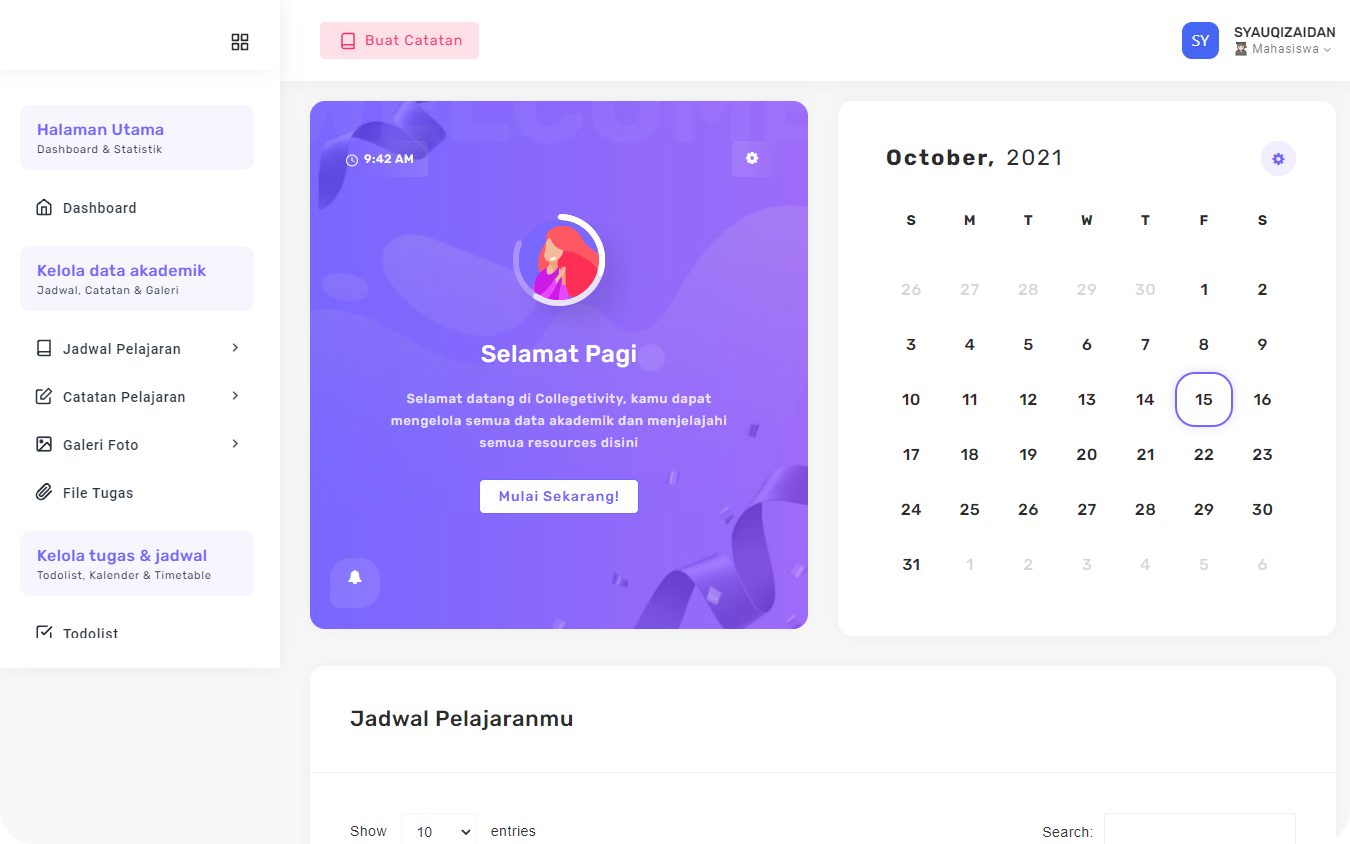 Buat Catatan
SY
SYAUQIZAIDAN
Mahasiswa
Halaman Utama
Dashboard & Statistik
Dashboard
Kelola data akademik
Jadwal, Catatan & Galeri
Jadwal Pelajaran
Catatan Pelajaran
Galeri Foto
File Tugas
Kelola tugas & jadwal
Todolist, Kalender & Timetable
Todolist
WELCOME
9:42 AM
Selamat Pagi
Selamat datang di Collegetivity, kamu dapat
mengelola semua data akademik dan menjelajahi
semua resources disini
Mulai Sekarang!
October, 2021
S M T W T F S
26 27 28 29 30 1 2
3 4 5 6 7 8 9
10 11 12 13 14 15 16
17 18 19 20 21 22 23
24 25 26 27 28 29 30
31 1 2 3 4 5 6
Jadwal Pelajaranmu
Show 10 entries
Search: